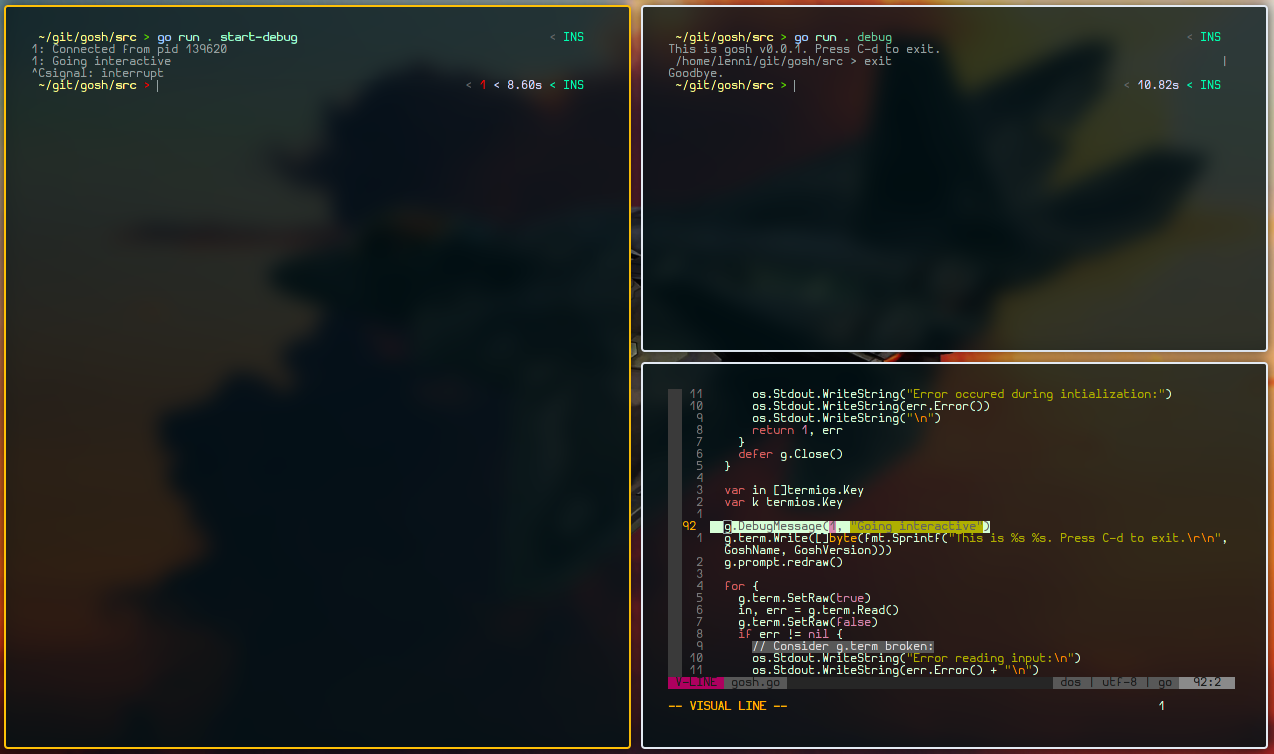 ~/git/gosh/src > go run . start-debug < INS
1: Connected from pid 139620
1: Going interactive
^Csignal: interrupt
~/git/gosh/src > < 1 < 8.60s < INS
~/git/gosh/src > go run . debug < INS
This is gosh v0.0.1. Press C-d to exit.
/home/lenni/git/gosh/src > exit |
Goodbye.
~/git/gosh/src > < 10.82s < INS
11 os.Stdout.WriteString("Error occured during intialization:")
10 os.Stdout.WriteString(err.Error())
9 os.Stdout.WriteString("\n")
8 return 1, err
7 }
6 defer g.Close()
5 }
4
3 var in []termios.Key
2 var k termios.Key
1
92 g.DebugMessage(1, "Going interactive")
1 g.term.Write([]byte(fmt.Sprintf("This is %s %s. Press C-d to exit.\r\n",
GoshName, GoshVersion)))
2 g.prompt.redraw()
3
4 for {
5 g.term.SetRaw(true)
6 in, err = g.term.Read()
7 g.term.SetRaw(false)
8 if err != nil {
9 // Consider g.term broken:
10 os.Stdout.WriteString("Error reading input:\n")
11 os.Stdout.WriteString(err.Error() + "\n")
V-LINE gosh.go dos | utf-8 | go 92:2
-- VISUAL LINE -- 1